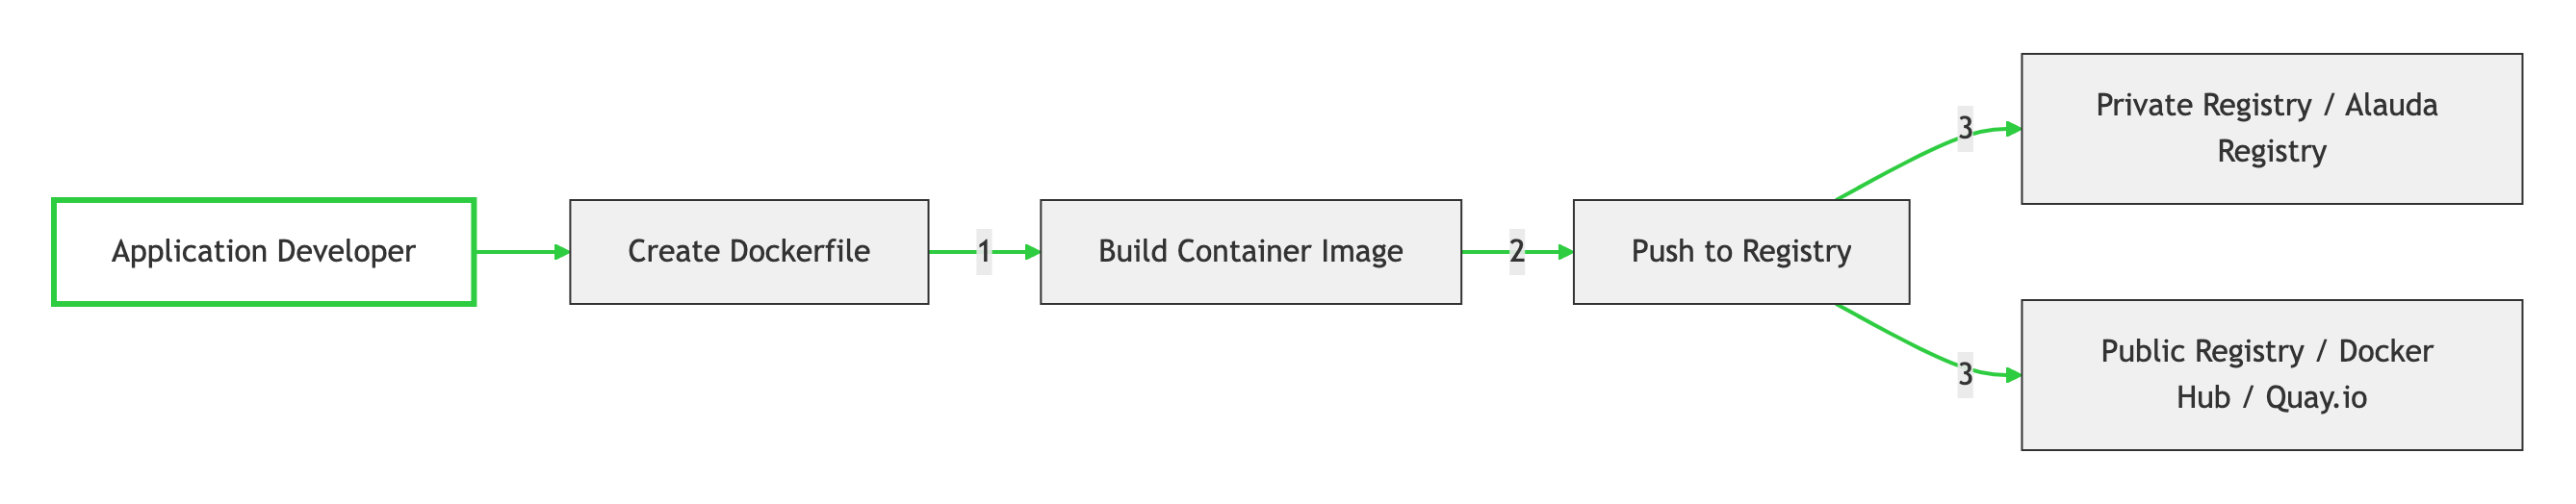 Application Developer
Create Dockerfile
1
Build Container Image
2
Push to Registry
3
Private Registry / Alauda
Registry
3
Public Registry / Docker
Hub / Quay.io